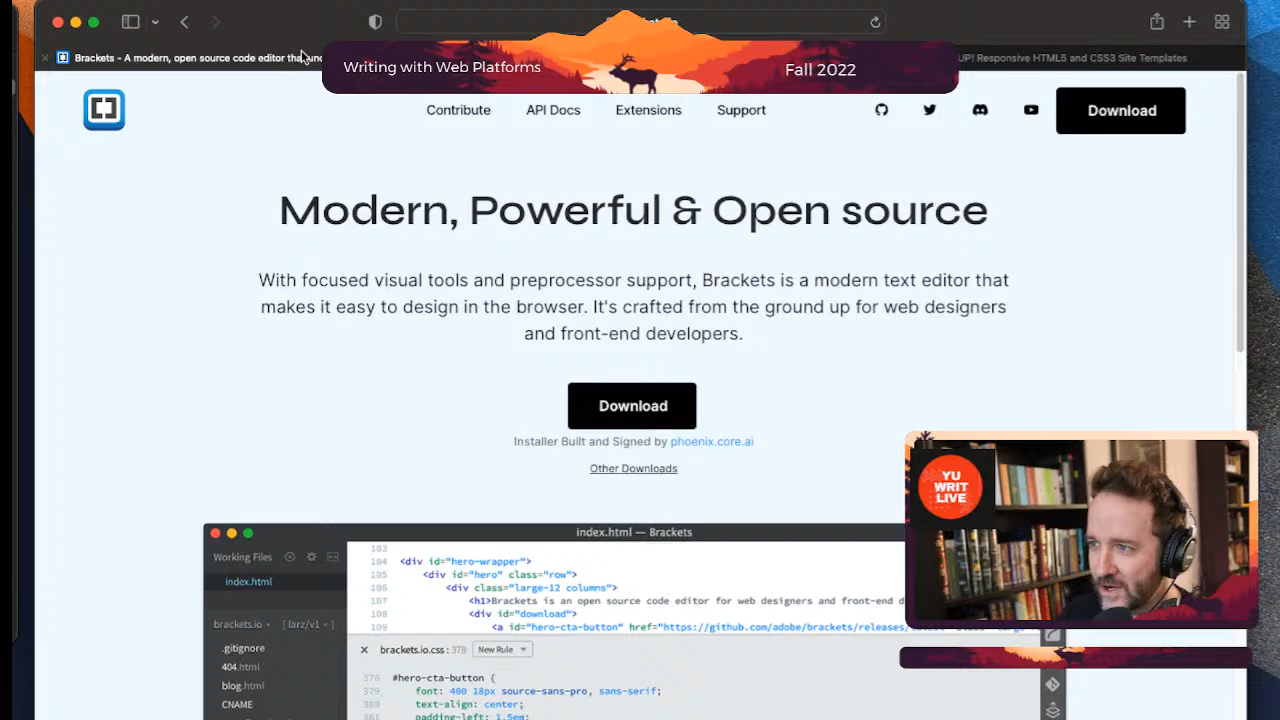 Brackets - A modern, open source code editor tha
UP! Responsive HTML5 and CSS3 Site Templates
Writing with Web Platforms
Fall 2022
Contribute
API Docs
Extensions
Support
Download
Modern, Powerful & Open source
With focused visual tools and preprocessor support, Brackets is a modern text editor that
makes it easy to design in the browser. It's crafted from the ground up for web designers
and front-end developers.
Download
Installer Built and Signed by phoenix.core.ai
Other Downloads
YU
WRIT
LIVE
index.html — Brackets
Working Files
index.html
brackets.io
[ larz/v1 ]
.gitignore
404.html
blog.html
CNAME
103
104 <div id="hero-wrapper">
105 <div id="hero" class="row">
106 <div class="large-12 columns">
107 <h1>Brackets is an open source code editor for web designers and front-end d
108 <div id="download">
109 <a id="hero-cta-button" href="https://github.com/adobe/brackets/releases/
brackets.io.css : 378
New Rule
378 #hero-cta-button {
379 font: 400 18px source-sans-pro, sans-serif;
380 text-align: center;
381 padding-left: 1.5em;